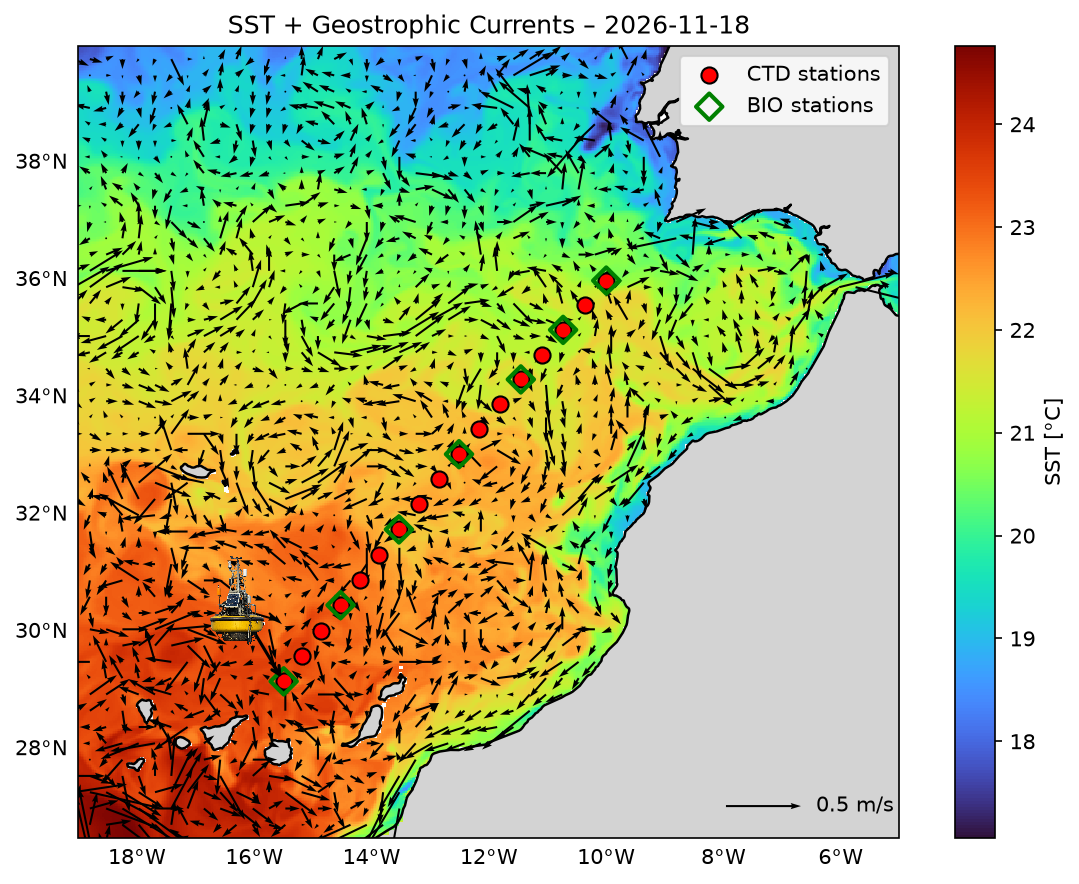 SST + Geostrophic Currents – 2026-11-18
CTD stations
BIO stations
38°N
36°N
34°N
32°N
30°N
28°N
0.5 m/s
18°W
16°W
14°W
12°W
10°W
8°W
6°W
24
23
22
21
20
19
18
SST [°C]